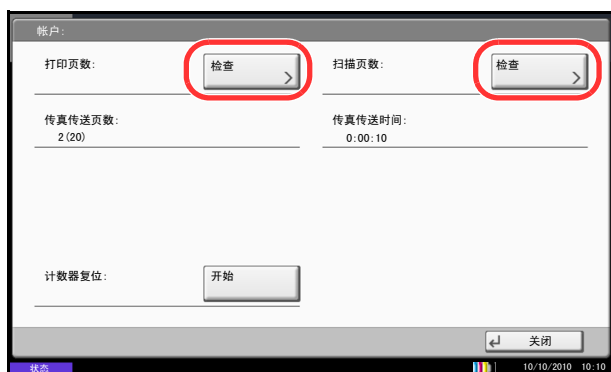 帐户:
打印页数: 检查 扫描页数: 检查
传真传送页数: 传真传送时间:
2(20) 0:00:10
计数器复位: 开始
关闭
状态 10/10/2010 10:10